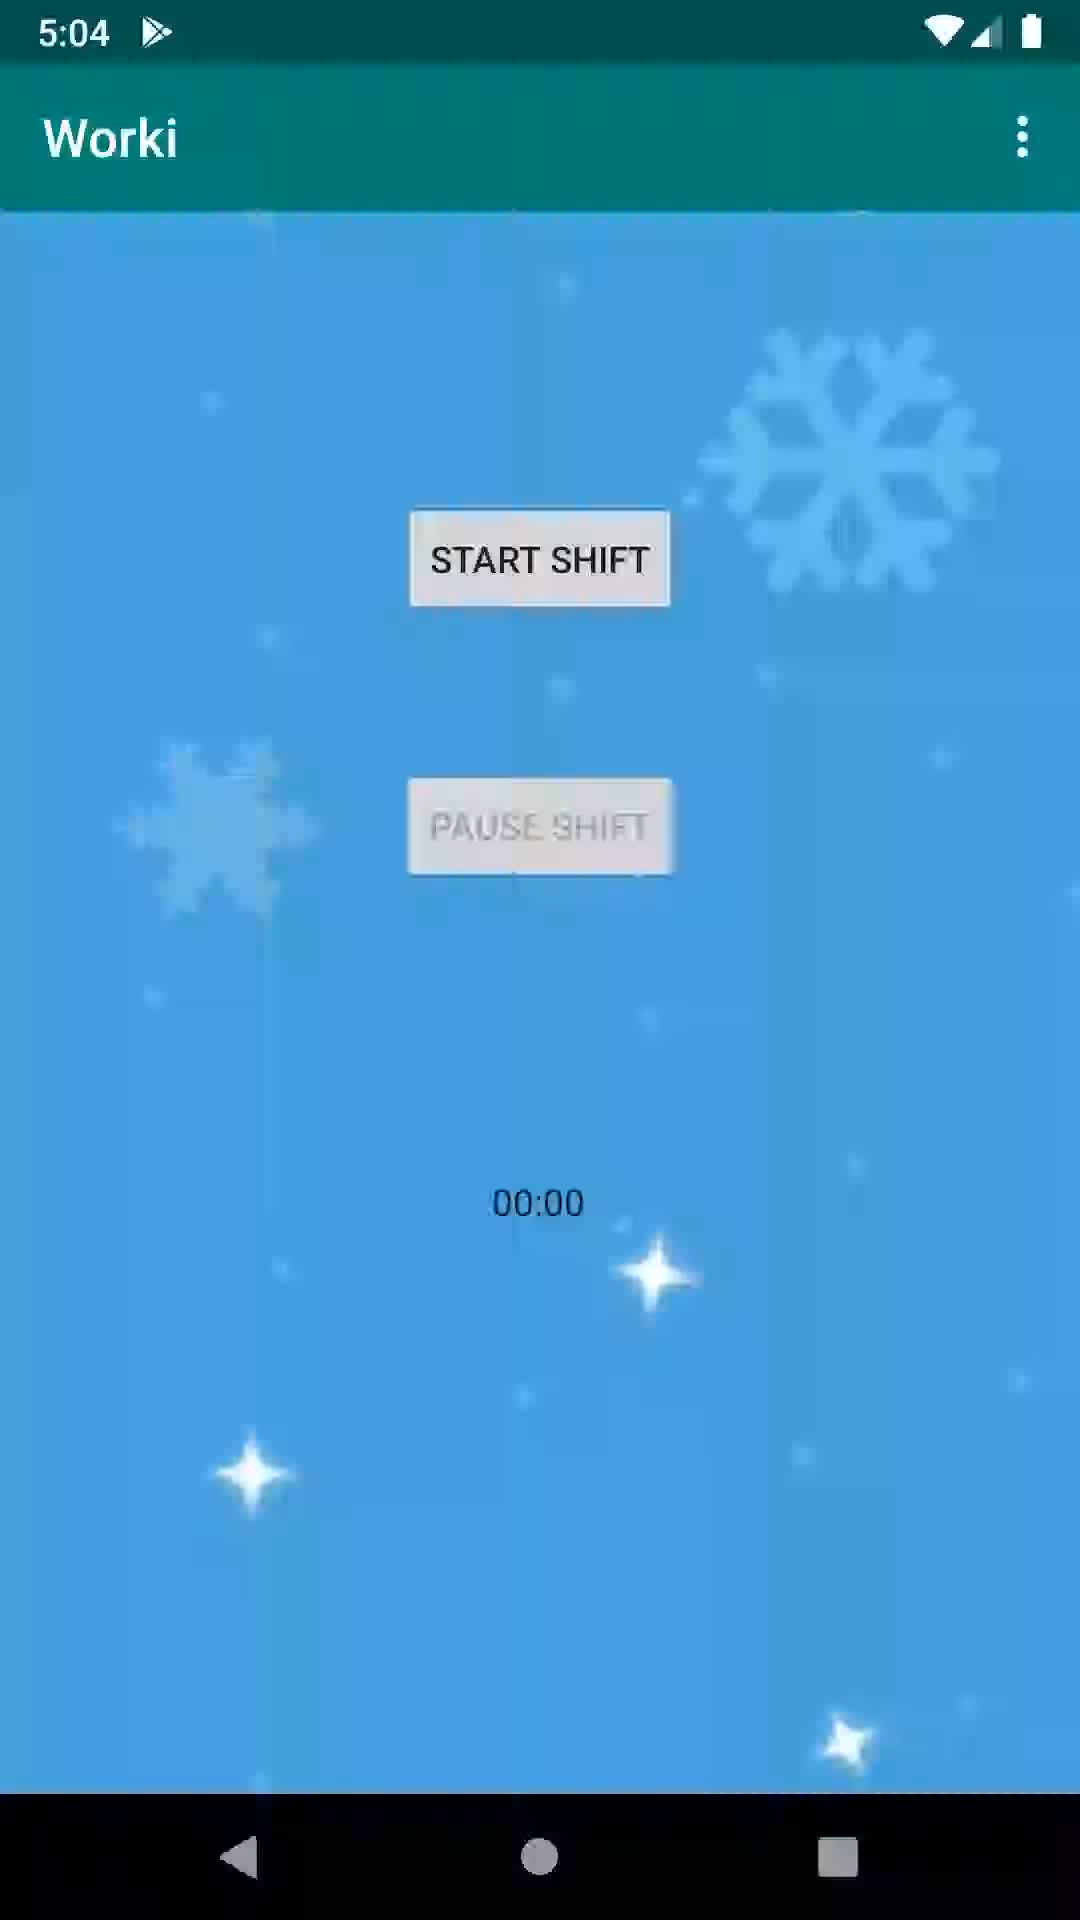 5:04
Worki
START SHIFT
PAUSE SHIFT
00:00